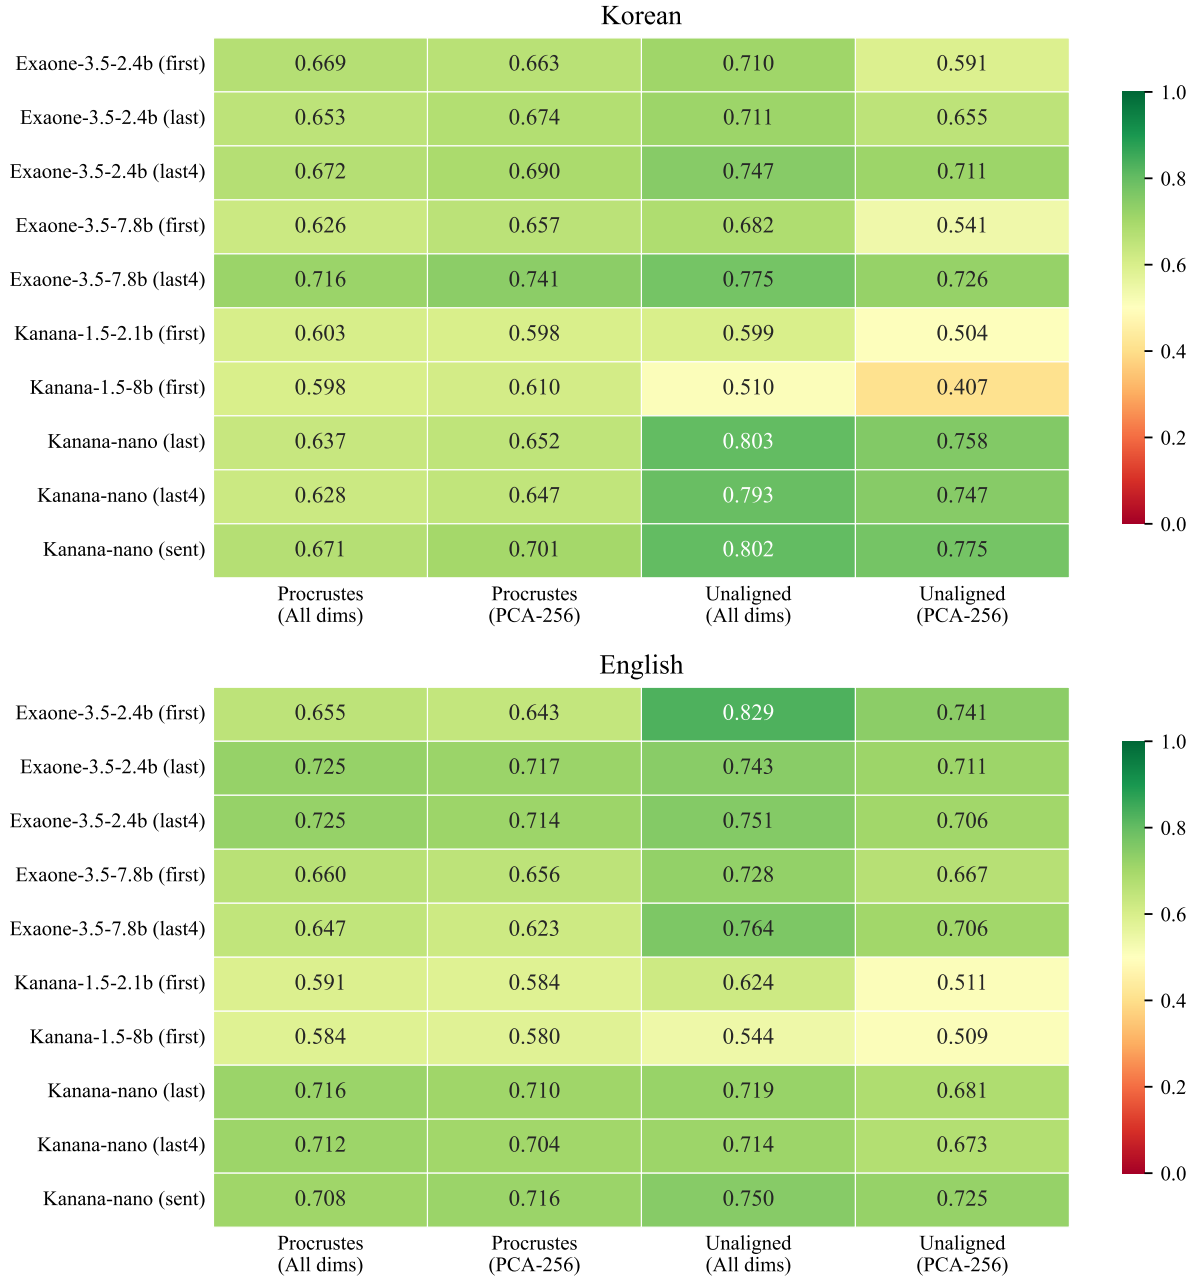 Korean
Exaone-3.5-2.4b (first) 0.669 0.663 0.710 0.591
Exaone-3.5-2.4b (last) 0.653 0.674 0.711 0.655
Exaone-3.5-2.4b (last4) 0.672 0.690 0.747 0.711
Exaone-3.5-7.8b (first) 0.626 0.657 0.682 0.541
Exaone-3.5-7.8b (last4) 0.716 0.741 0.775 0.726
Kanana-1.5-2.1b (first) 0.603 0.598 0.599 0.504
Kanana-1.5-8b (first) 0.598 0.610 0.510 0.407
Kanana-nano (last) 0.637 0.652 0.803 0.758
Kanana-nano (last4) 0.628 0.647 0.793 0.747
Kanana-nano (sent) 0.671 0.701 0.802 0.775
Procrustes Procrustes Unaligned Unaligned
(All dims) (PCA-256) (All dims) (PCA-256)
1.0
0.8
0.6
0.4
0.2
0.0
English
Exaone-3.5-2.4b (first) 0.655 0.643 0.829 0.741
Exaone-3.5-2.4b (last) 0.725 0.717 0.743 0.711
Exaone-3.5-2.4b (last4) 0.725 0.714 0.751 0.706
Exaone-3.5-7.8b (first) 0.660 0.656 0.728 0.667
Exaone-3.5-7.8b (last4) 0.647 0.623 0.764 0.706
Kanana-1.5-2.1b (first) 0.591 0.584 0.624 0.511
Kanana-1.5-8b (first) 0.584 0.580 0.544 0.509
Kanana-nano (last) 0.716 0.710 0.719 0.681
Kanana-nano (last4) 0.712 0.704 0.714 0.673
Kanana-nano (sent) 0.708 0.716 0.750 0.725
Procrustes Procrustes Unaligned Unaligned
(All dims) (PCA-256) (All dims) (PCA-256)
1.0
0.8
0.6
0.4
0.2
0.0